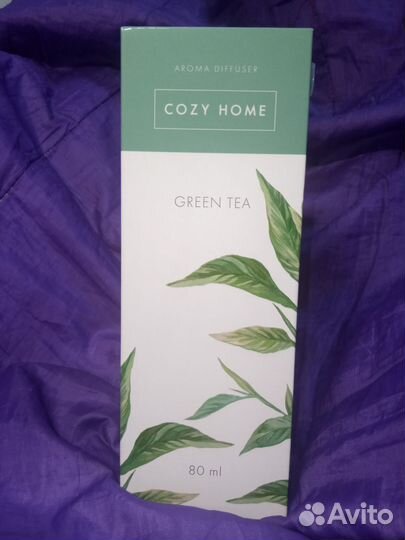 AROMA DIFFUSER
COZY HOME
GREEN TEA
80 ml
Avito